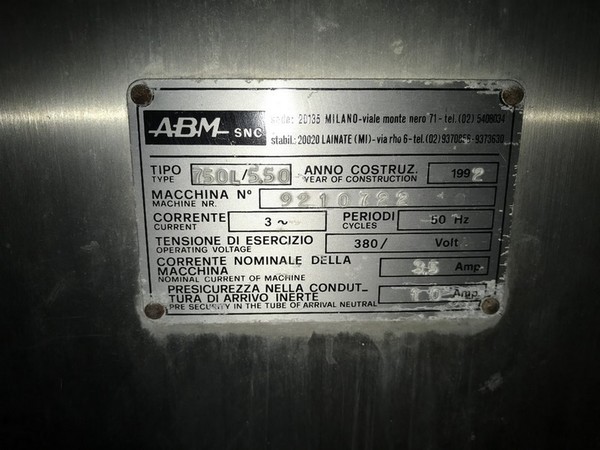 ABM SNC
sede: 20135 MILANO-viale monte nero 71-tel.(02) 5409034
stabil.: 20020 LAINATE (MI)-via rho 6-tel.(02)9370656-9373630
TIPO 750L/550 ANNO COSTRUZ. 1992
TYPE YEAR OF CONSTRUCTION
MACCHINA N° 9210722
MACHINE NR.
CORRENTE 3 ~ PERIODI 50 Hz
CURRENT CYCLES
TENSIONE DI ESERCIZIO 380/ Volt
OPERATING VOLTAGE
CORRENTE NOMINALE DELLA
MACCHINA Amp
NOMINAL CURRENT OF MACHINE
PRESICUREZZA NELLA CONDUT_
TURA DI ARRIVO INERTE Amp
PRE SECURITY IN THE TUBE OF ARRIVAL NEUTRAL